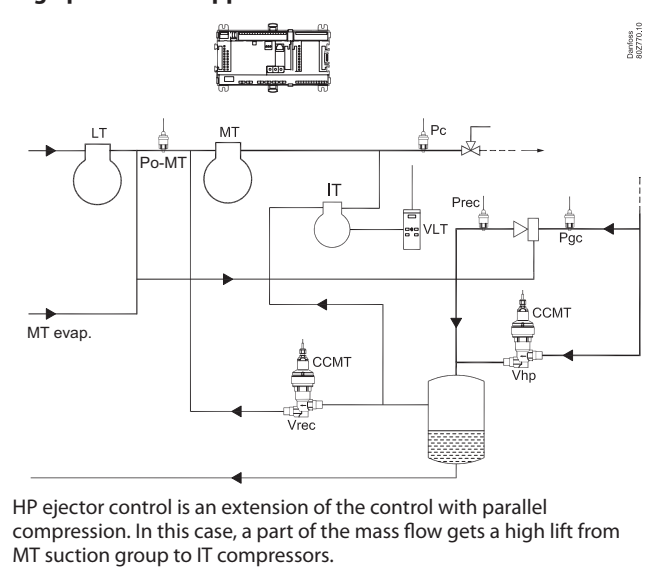 Danfoss
80Z770.10
LT
MT
Pc
Po-MT
IT
VLT
Prec
Pgc
MT evap.
CCMT
Vhp
CCMT
Vrec
HP ejector control is an extension of the control with parallel
compression. In this case, a part of the mass flow gets a high lift from
MT suction group to IT compressors.